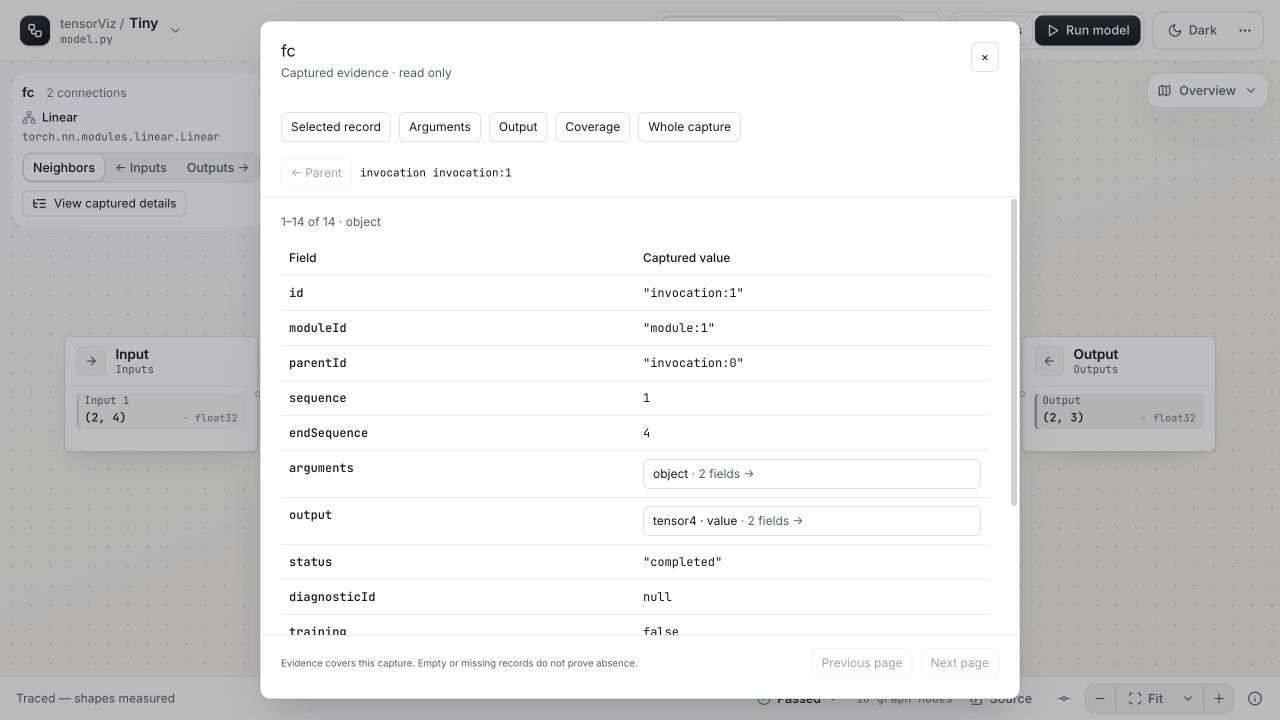 tensorViz / Tiny
model.py
Run model
Dark
fc
Captured evidence · read only
×
fc 2 connections
Linear
torch.nn.modules.linear.Linear
Neighbors ← Inputs Outputs →
View captured details
Overview
Selected record Arguments Output Coverage Whole capture
← Parent invocation invocation:1
1–14 of 14 · object
Field Captured value
id "invocation:1"
moduleId "module:1"
parentId "invocation:0"
sequence 1
endSequence 4
arguments object · 2 fields →
output tensor4 · value · 2 fields →
status "completed"
diagnosticId null
training false
Input
Inputs
Input 1
(2, 4) · float32
Output
Outputs
Output
(2, 3) · float32
Evidence covers this capture. Empty or missing records do not prove absence.
Previous page Next page
Traced — shapes measured
Passed
Source
Fit